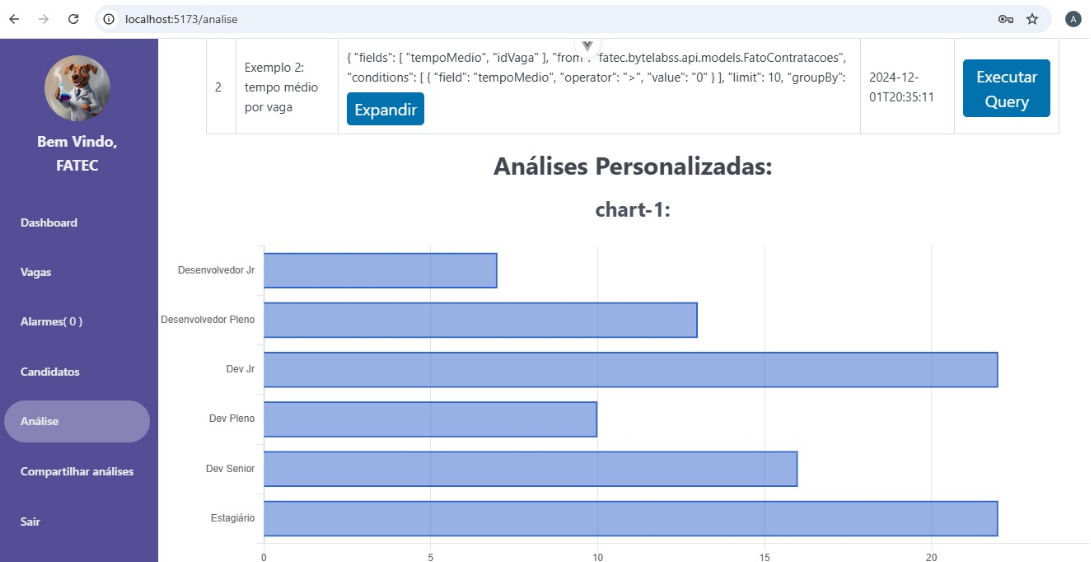 localhost:5173/analise
A
Bem Vindo,
FATEC
Dashboard
Vagas
Alarmes( 0 )
Candidatos
Análise
Compartilhar análises
Sair
2
Exemplo 2:
tempo médio
por vaga
{ "fields": [ "tempoMedio", "idVaga" ], "from": "fatec.bytelabss.api.models.FatoContratacoes",
"conditions": [ { "field": "tempoMedio", "operator": ">", "value": "0" } ], "limit": 10, "groupBy":
Expandir
2024-12-
01T20:35:11
Executar
Query
Análises Personalizadas:
chart-1:
Desenvolvedor Jr
Desenvolvedor Pleno
Dev Jr
Dev Pleno
Dev Senior
Estagiário
0 5 10 15 20